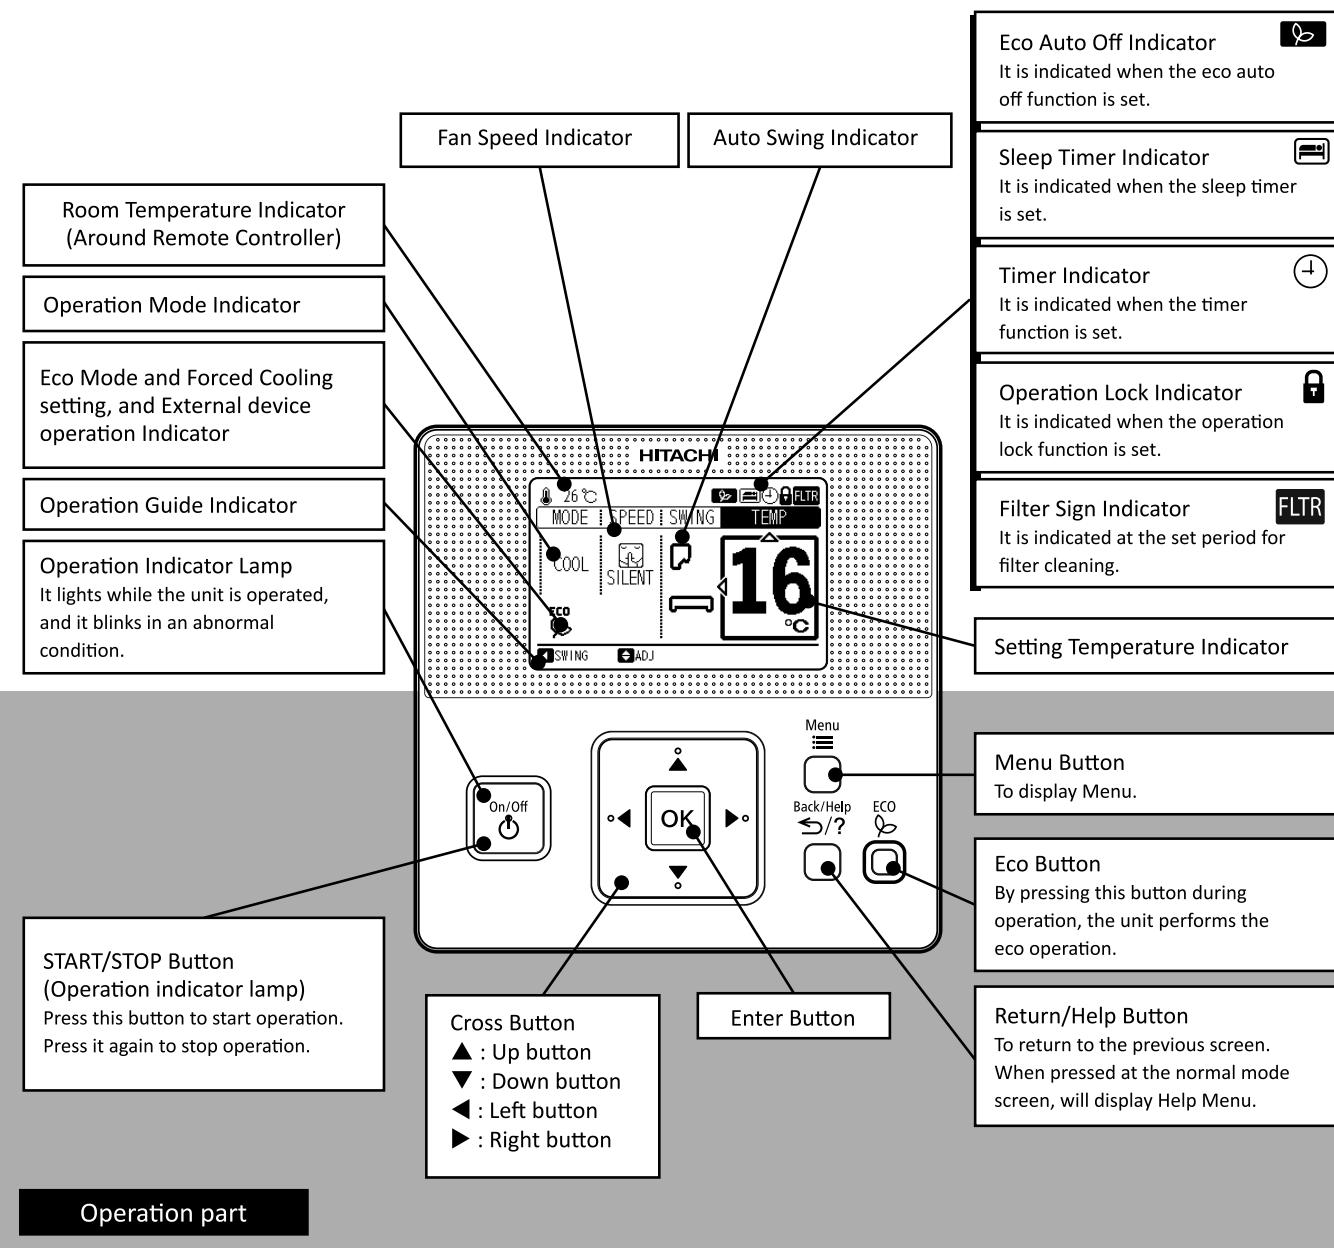 Eco Auto Off Indicator
It is indicated when the eco auto
off function is set.
Sleep Timer Indicator
It is indicated when the sleep timer
is set.
Timer Indicator
It is indicated when the timer
function is set.
Operation Lock Indicator
It is indicated when the operation
lock function is set.
Filter Sign Indicator
FLTR
It is indicated at the set period for
filter cleaning.
Setting Temperature Indicator
Fan Speed Indicator
Auto Swing Indicator
Room Temperature Indicator
(Around Remote Controller)
Operation Mode Indicator
Eco Mode and Forced Cooling
setting, and External device
operation Indicator
Operation Guide Indicator
Operation Indicator Lamp
It lights while the unit is operated,
and it blinks in an abnormal
condition.
HITACHI
26℃ FLTR
MODE SPEED SWING TEMP
COOL
SILENT
16
℃
ECO
◀SWING ADJ
Menu
On/Off
OK
Back/Help
ECO
/?
Menu Button
To display Menu.
Eco Button
By pressing this button during
operation, the unit performs the
eco operation.
Return/Help Button
To return to the previous screen.
When pressed at the normal mode
screen, will display Help Menu.
START/STOP Button
(Operation indicator lamp)
Press this button to start operation.
Press it again to stop operation.
Cross Button
▲ : Up button
▼ : Down button
◀ : Left button
▶ : Right button
Enter Button
Operation part